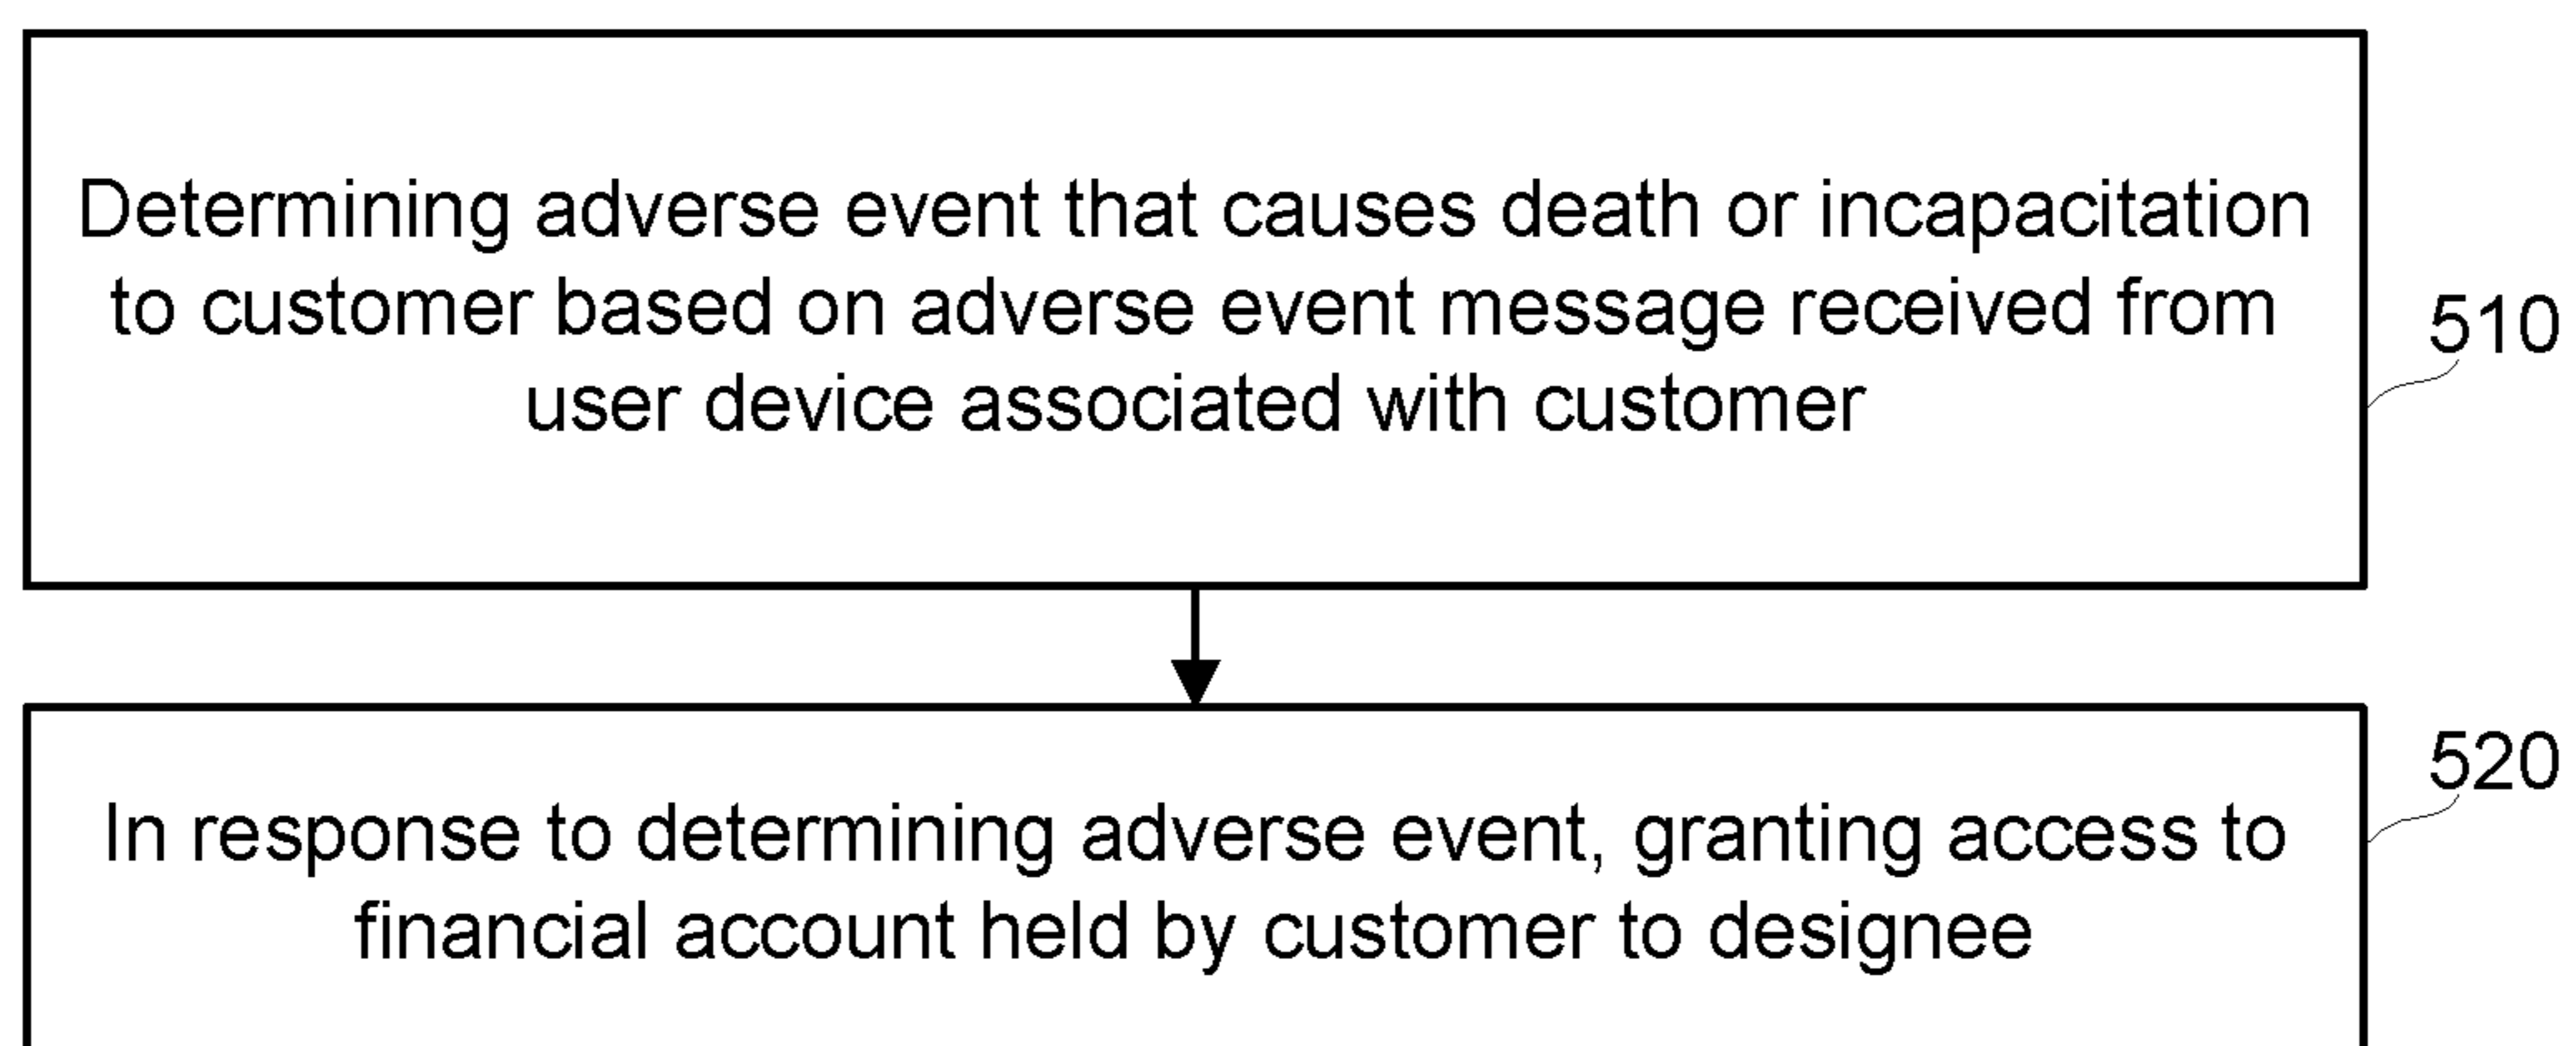 Determining adverse event that causes death or incapacitation
to customer based on adverse event message received from
user device associated with customer
510
In response to determining adverse event, granting access to
financial account held by customer to designee
520